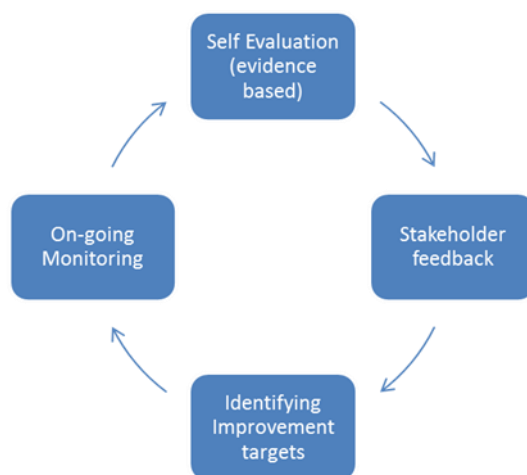 Self Evaluation
(evidence
based)
Stakeholder
feedback
Identifying
Improvement
targets
On-going
Monitoring